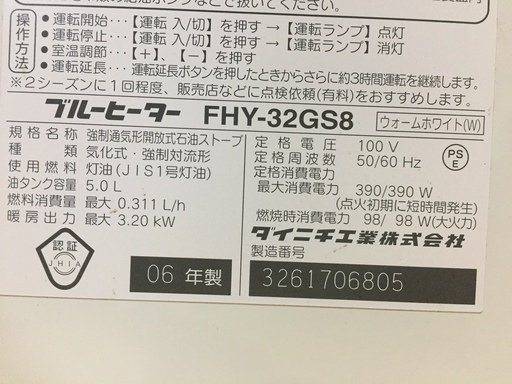 操作方法
●運転開始…【運転 入/切】を押す→【運転ランプ】点灯
●運転停止…【運転 入/切】を押す→【運転ランプ】消灯
●室温調節…【＋】、【－】を押す
●運転延長…運転延長ボタンを押したときからさらに約3時間運転を継続します。
※2シーズンに1回程度、販売店などに点検依頼(有料)をおすすめします。
ブルーヒーター FHY-32GS8 ウォームホワイト(W)
規格名称 強制通気形開放式石油ストーブ
種類 気化式・強制対流形
使用燃料 灯油(JIS1号灯油)
油タンク容量 5.0 L
燃料消費量 最大 0.311 L/h
暖房出力 最大 3.20 kW
定格電圧 100 V
定格周波数 50/60 Hz
定格消費電力
最大消費電力 390/390 W
(点火初期に短時間発生)
燃焼時消費電力 98/ 98 W(大火力)
PSE
ダイニチ工業株式会社
認証
JHIA
06 年製
製造番号
3261706805